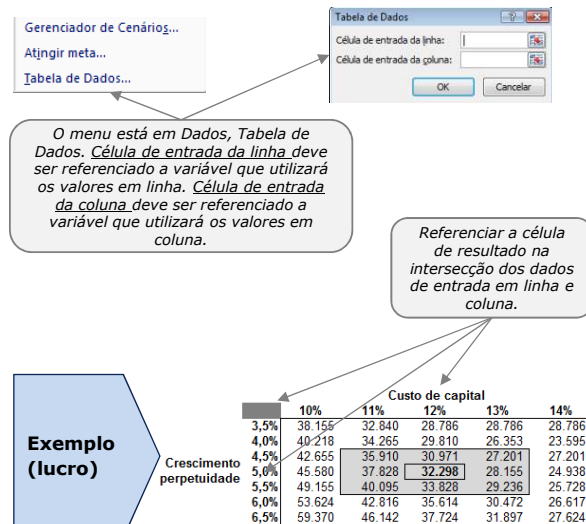 Gerenciador de Cenários...
Atingir meta...
Tabela de Dados...
Tabela de Dados
Célula de entrada da linha:
Célula de entrada da coluna:
OK Cancelar
O menu está em Dados, Tabela de
Dados. Célula de entrada da linha deve
ser referenciado a variável que utilizará
os valores em linha. Célula de entrada
da coluna deve ser referenciado a
variável que utilizará os valores em
coluna.
Referenciar a célula
de resultado na
intersecção dos dados
de entrada em linha e
coluna.
Exemplo
(lucro)
Crescimento
perpetuidade
Custo de capital
10% 11% 12% 13% 14%
3,5% 38.155 32.840 28.786 28.786 28.786
4,0% 40.218 34.265 29.810 26.353 23.595
4,5% 42.655 35.910 30.971 27.201 27.201
5,0% 45.580 37.828 32.298 28.155 24.938
5,5% 49.155 40.095 33.828 29.236 25.728
6,0% 53.624 42.816 35.614 30.472 26.617
6,5% 59.370 46.142 37.724 31.897 27.624